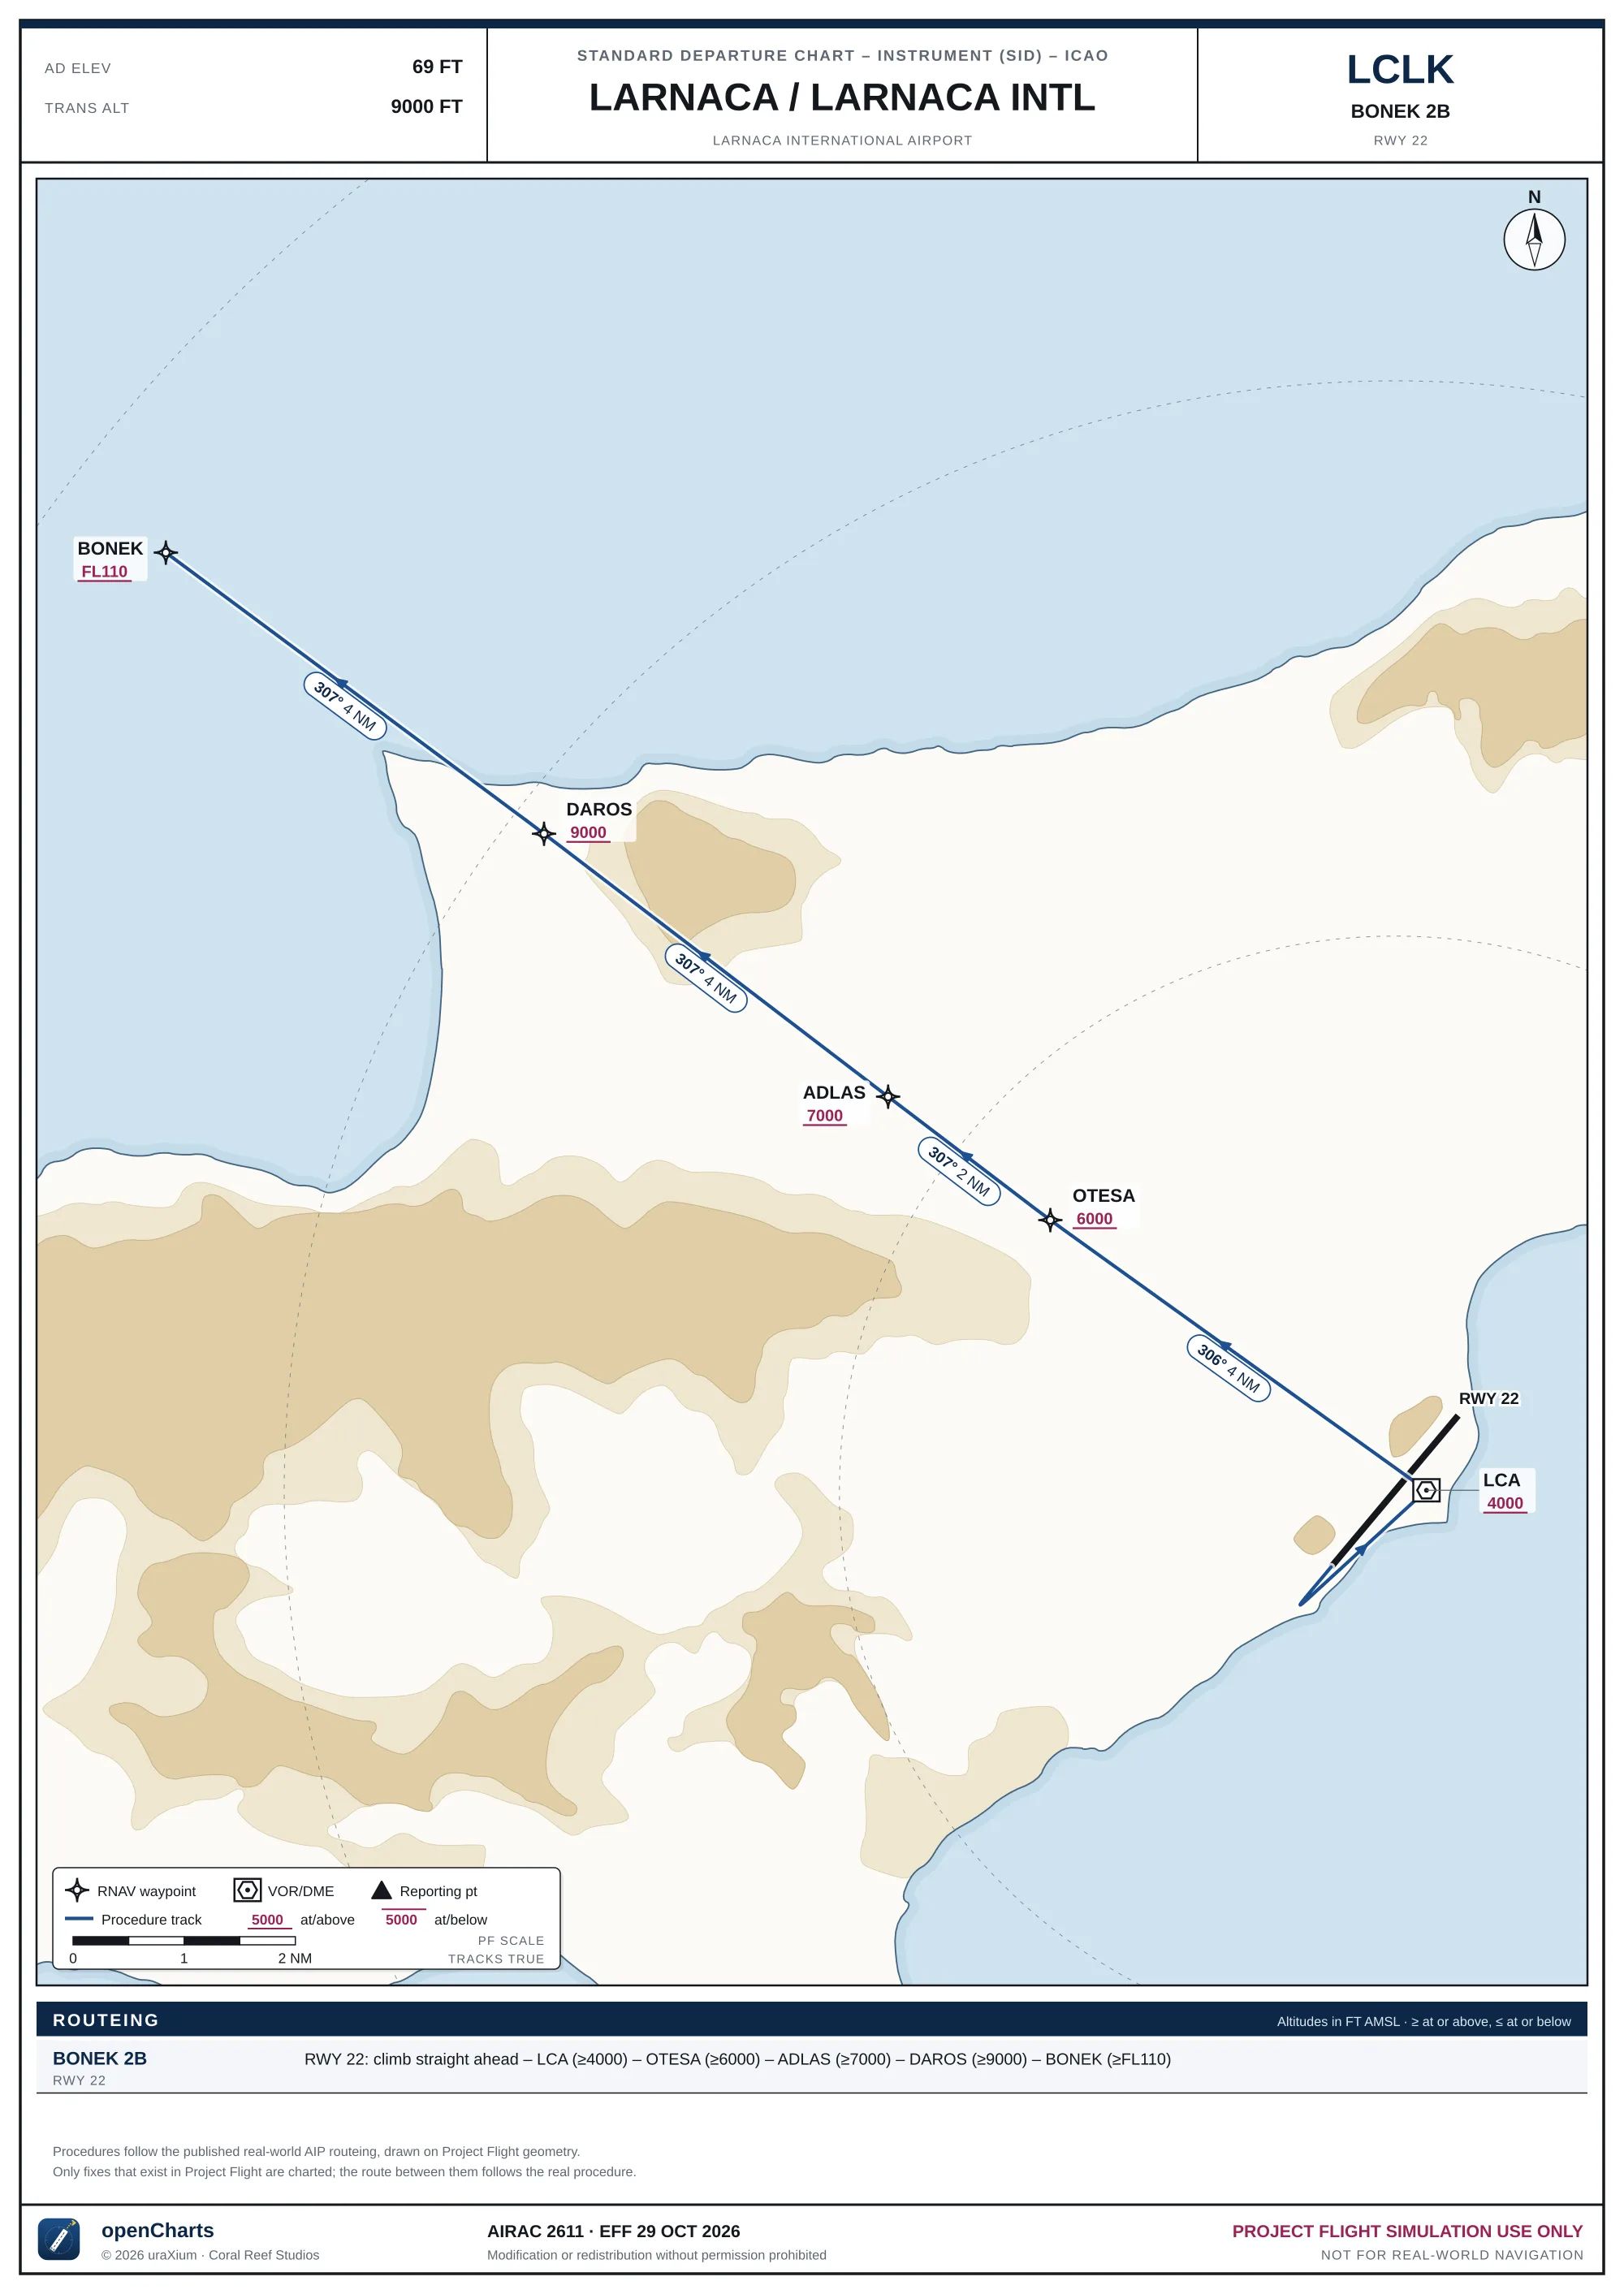 AD ELEV 69 FT
TRANS ALT 9000 FT
STANDARD DEPARTURE CHART – INSTRUMENT (SID) – ICAO
LARNACA / LARNACA INTL
LARNACA INTERNATIONAL AIRPORT
LCLK
BONEK 2B
RWY 22
N
BONEK
FL110
307° 4 NM
DAROS
9000
307° 4 NM
ADLAS
7000
307° 2 NM
OTESA
6000
306° 4 NM
RWY 22
LCA
4000
RNAV waypoint VOR/DME Reporting pt
Procedure track 5000 at/above 5000 at/below
PF SCALE
0 1 2 NM TRACKS TRUE
ROUTEING Altitudes in FT AMSL · ≥ at or above, ≤ at or below
BONEK 2B RWY 22: climb straight ahead – LCA (≥4000) – OTESA (≥6000) – ADLAS (≥7000) – DAROS (≥9000) – BONEK (≥FL110)
RWY 22
Procedures follow the published real-world AIP routeing, drawn on Project Flight geometry.
Only fixes that exist in Project Flight are charted; the route between them follows the real procedure.
openCharts
© 2026 uraXium · Coral Reef Studios
AIRAC 2611 · EFF 29 OCT 2026
Modification or redistribution without permission prohibited
PROJECT FLIGHT SIMULATION USE ONLY
NOT FOR REAL-WORLD NAVIGATION